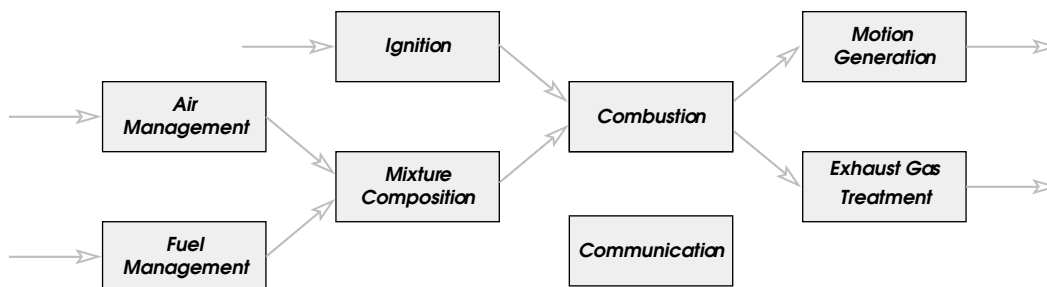 Ignition
Motion
Generation
Air
Management
Combustion
Mixture
Composition
Exhaust Gas
Treatment
Fuel
Management
Communication